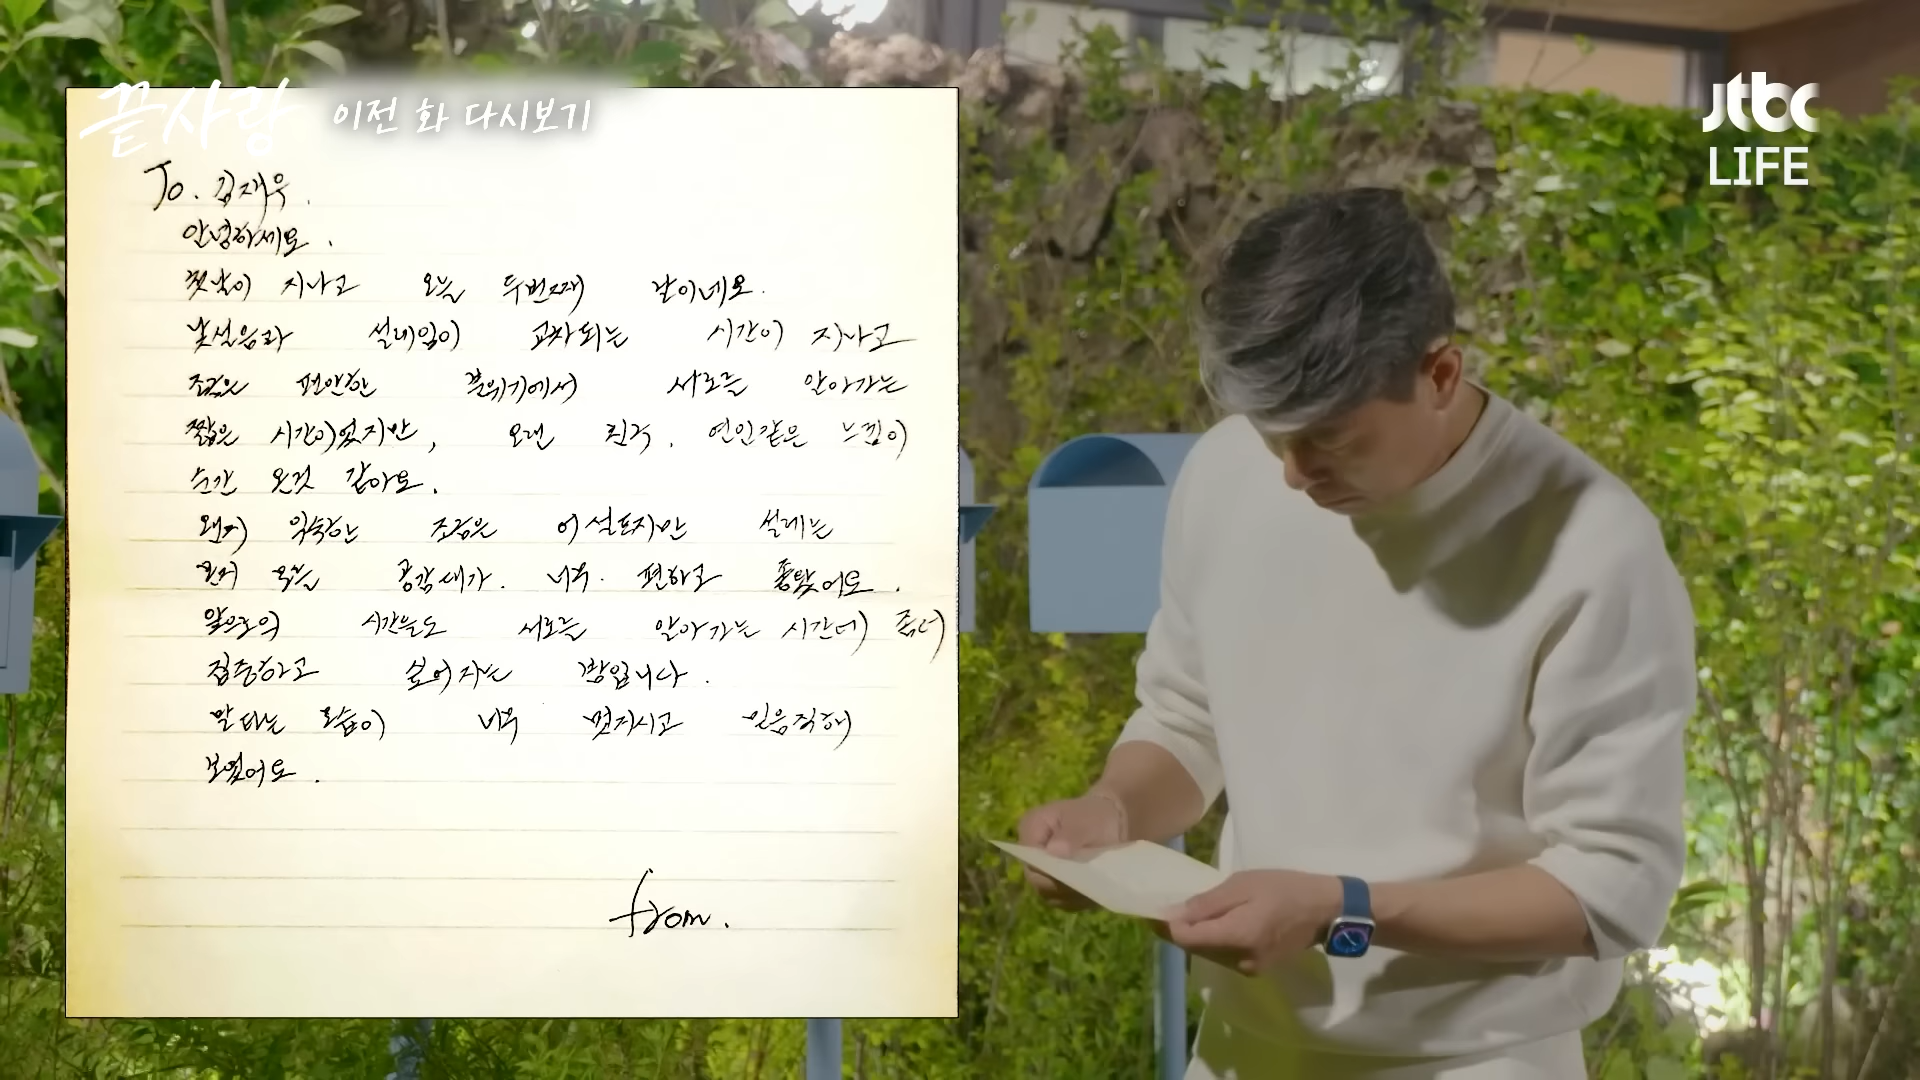 끝사랑 이전 화 다시보기
jtbc
LIFE
To. 김재우.
안녕하세요.
첫날이 지나고 오늘 두번째 날이네요.
낯설음과 설레임이 교차되는 시간이 지나고
조금은 편안한 분위기에서 서로를 알아가는
짧은 시간이었지만, 오랜 친구, 연인같은 느낌이
순간 온것 같아요.
왠지 익숙한 조금은 어설프지만 설레는
오늘 공감대가 너무 편하고 좋았어요.
앞으로의 시간들도 서로를 알아가는 시간에 좀더
집중하고 싶어지는 밤입니다.
말타는 모습이 너무 멋지시고 믿음직해
보였어요.
from.